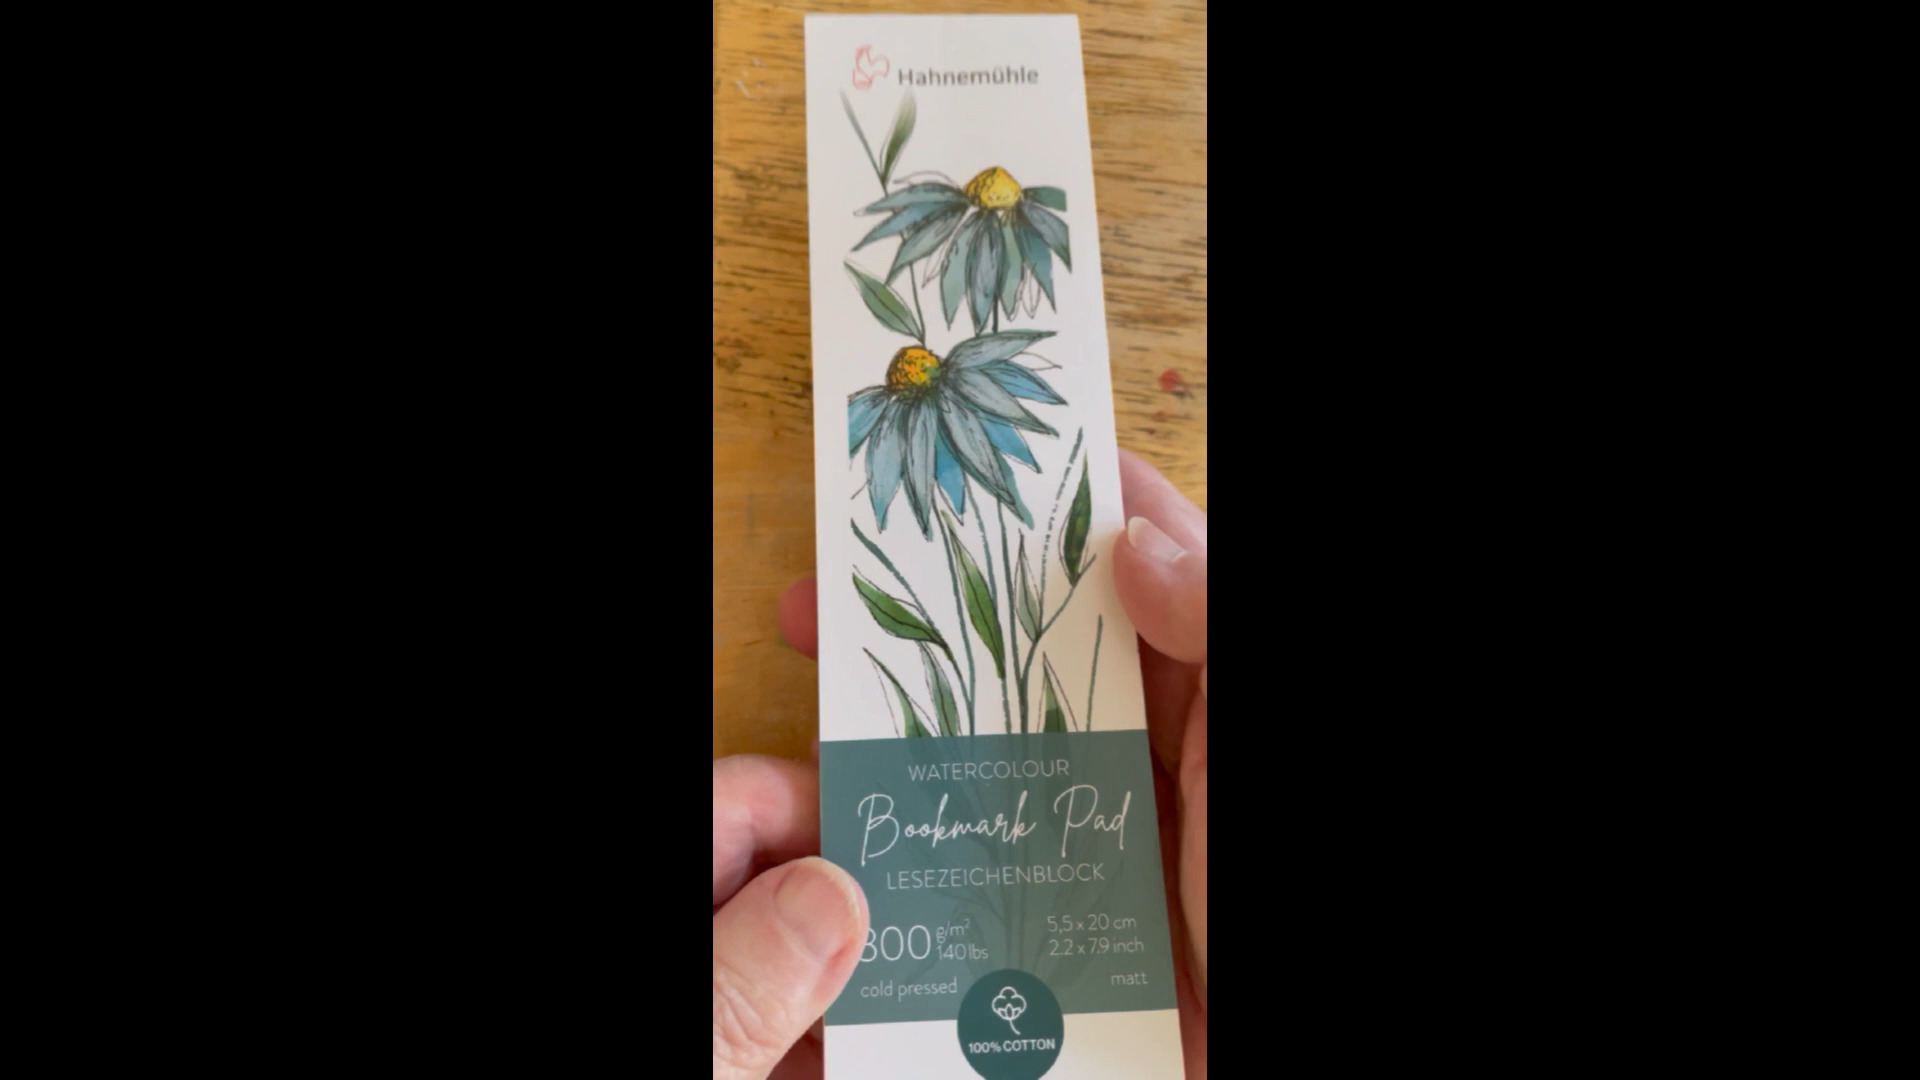 Hahnemühle
WATERCOLOUR
Bookmark Pad
LESEZEICHENBLOCK
300 g/m²
140 lbs
5,5 x 20 cm
2.2 x 7.9 inch
cold pressed
matt
100% COTTON